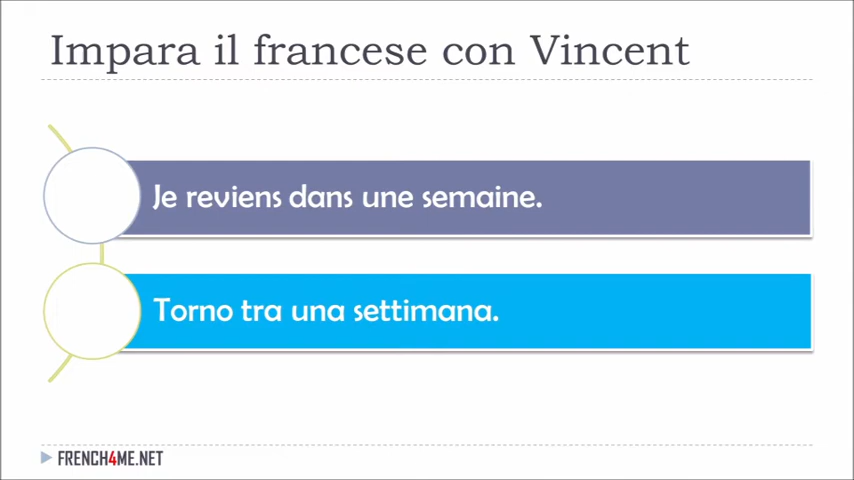 Impara il francese con Vincent
Je reviens dans une semaine.
Torno tra una settimana.
FRENCH4ME.NET